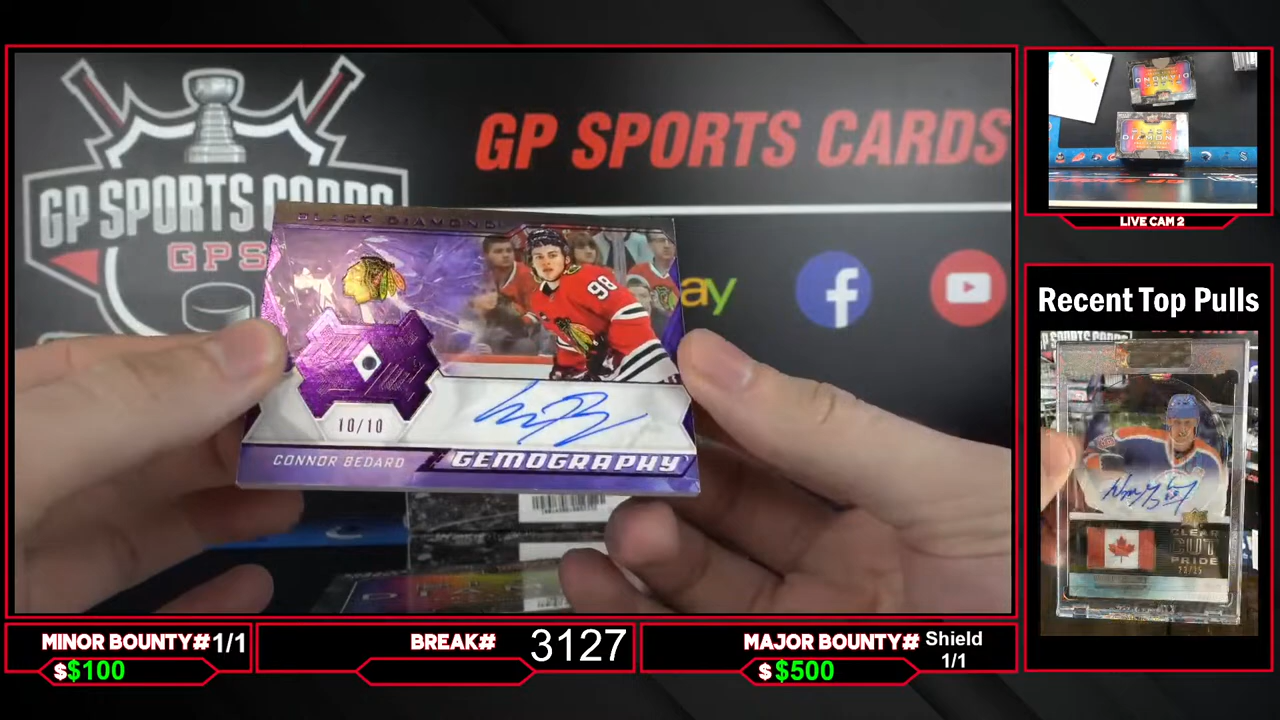 GP SPORTS CARDS
GPS
GP SPORTS CARDS
ay
BLACK DIAMOND
98
10/10
CONNOR BEDARD
GEMOGRAPHY
LIVE CAM 2
Recent Top Pulls
CLEAR
CUT
PRIDE
MINOR BOUNTY# 1/1
$$100
BREAK# 3127
MAJOR BOUNTY# Shield 1/1
$$500